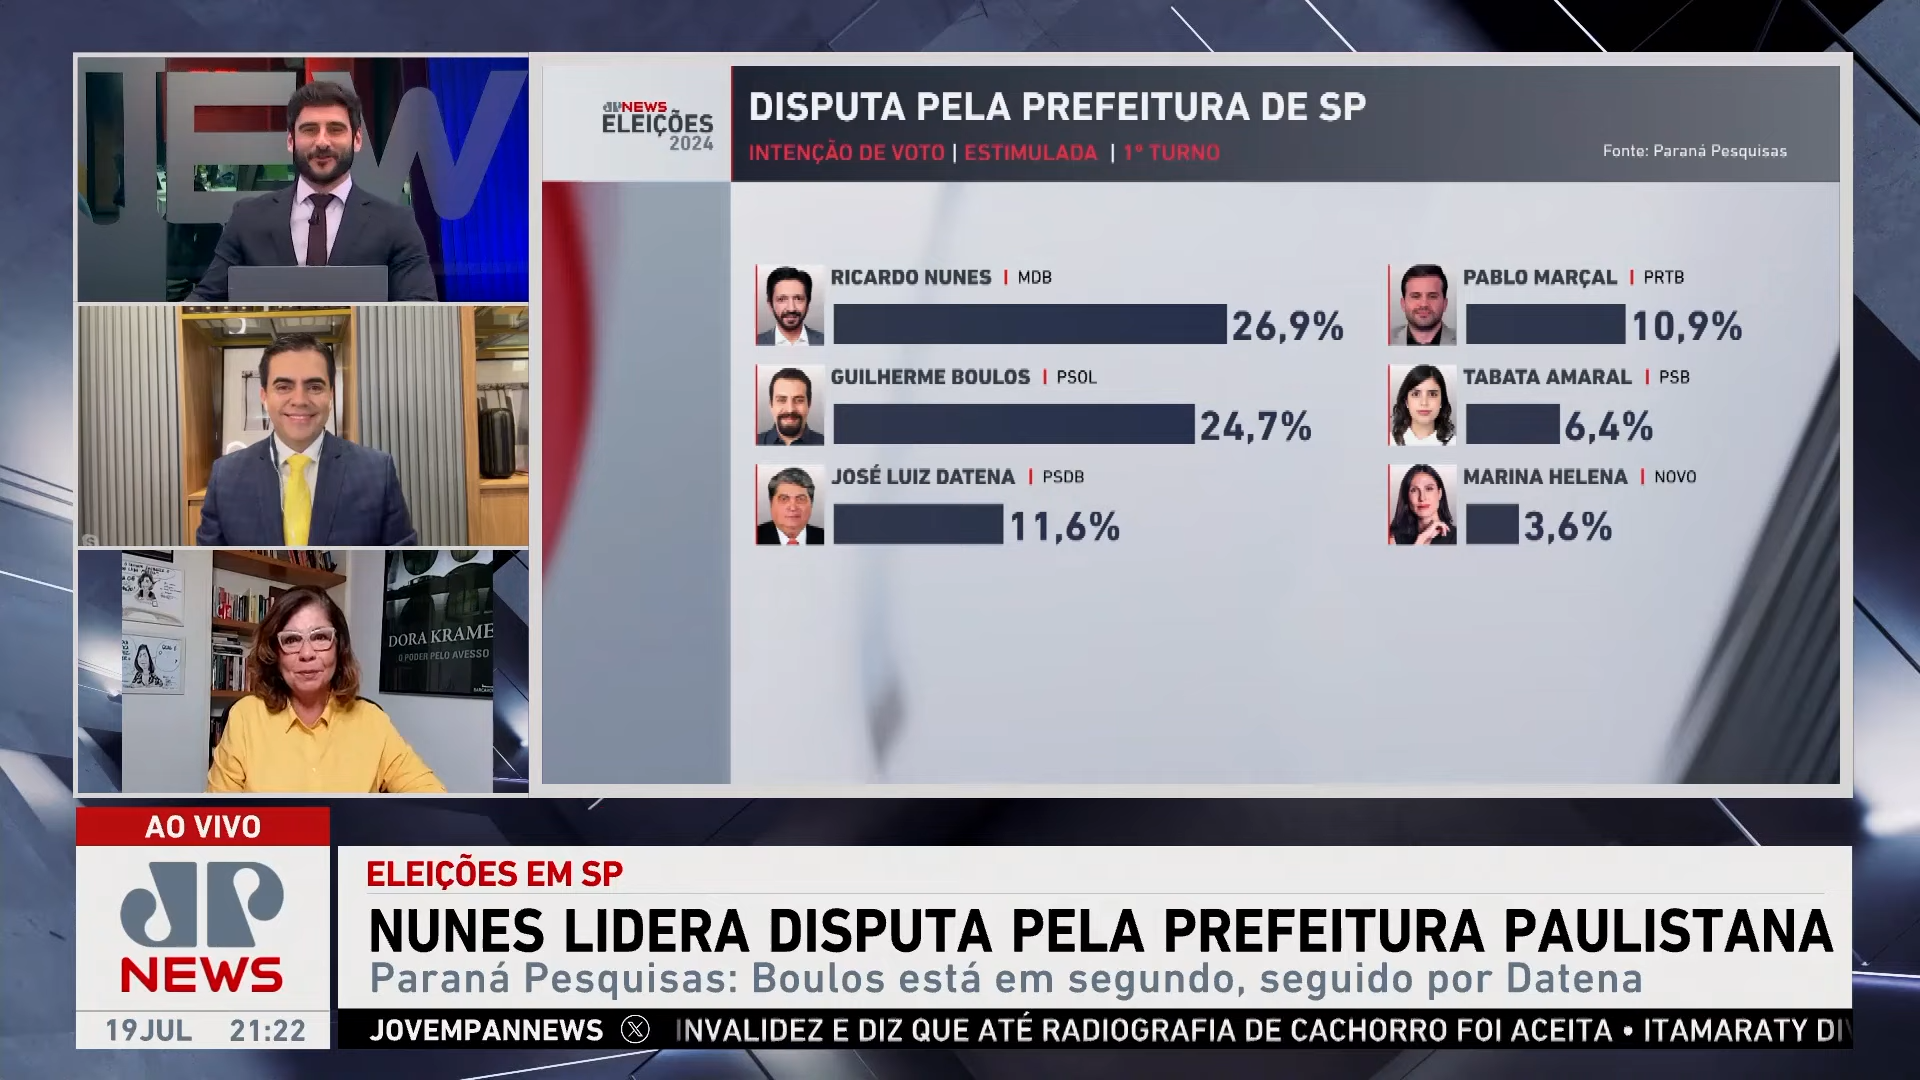 JPNEWS
ELEIÇÕES
2024
DISPUTA PELA PREFEITURA DE SP
INTENÇÃO DE VOTO | ESTIMULADA | 1º TURNO
Fonte: Paraná Pesquisas
RICARDO NUNES | MDB
26,9%
GUILHERME BOULOS | PSOL
24,7%
JOSÉ LUIZ DATENA | PSDB
11,6%
PABLO MARÇAL | PRTB
10,9%
TABATA AMARAL | PSB
6,4%
MARINA HELENA | NOVO
3,6%
DORA KRAME
O PODER PELO AVESSO
AO VIVO
JP
NEWS
19JUL 21:22
ELEIÇÕES EM SP
NUNES LIDERA DISPUTA PELA PREFEITURA PAULISTANA
Paraná Pesquisas: Boulos está em segundo, seguido por Datena
JOVEMPANNEWS X INVALIDEZ E DIZ QUE ATÉ RADIOGRAFIA DE CACHORRO FOI ACEITA • ITAMARATY DI